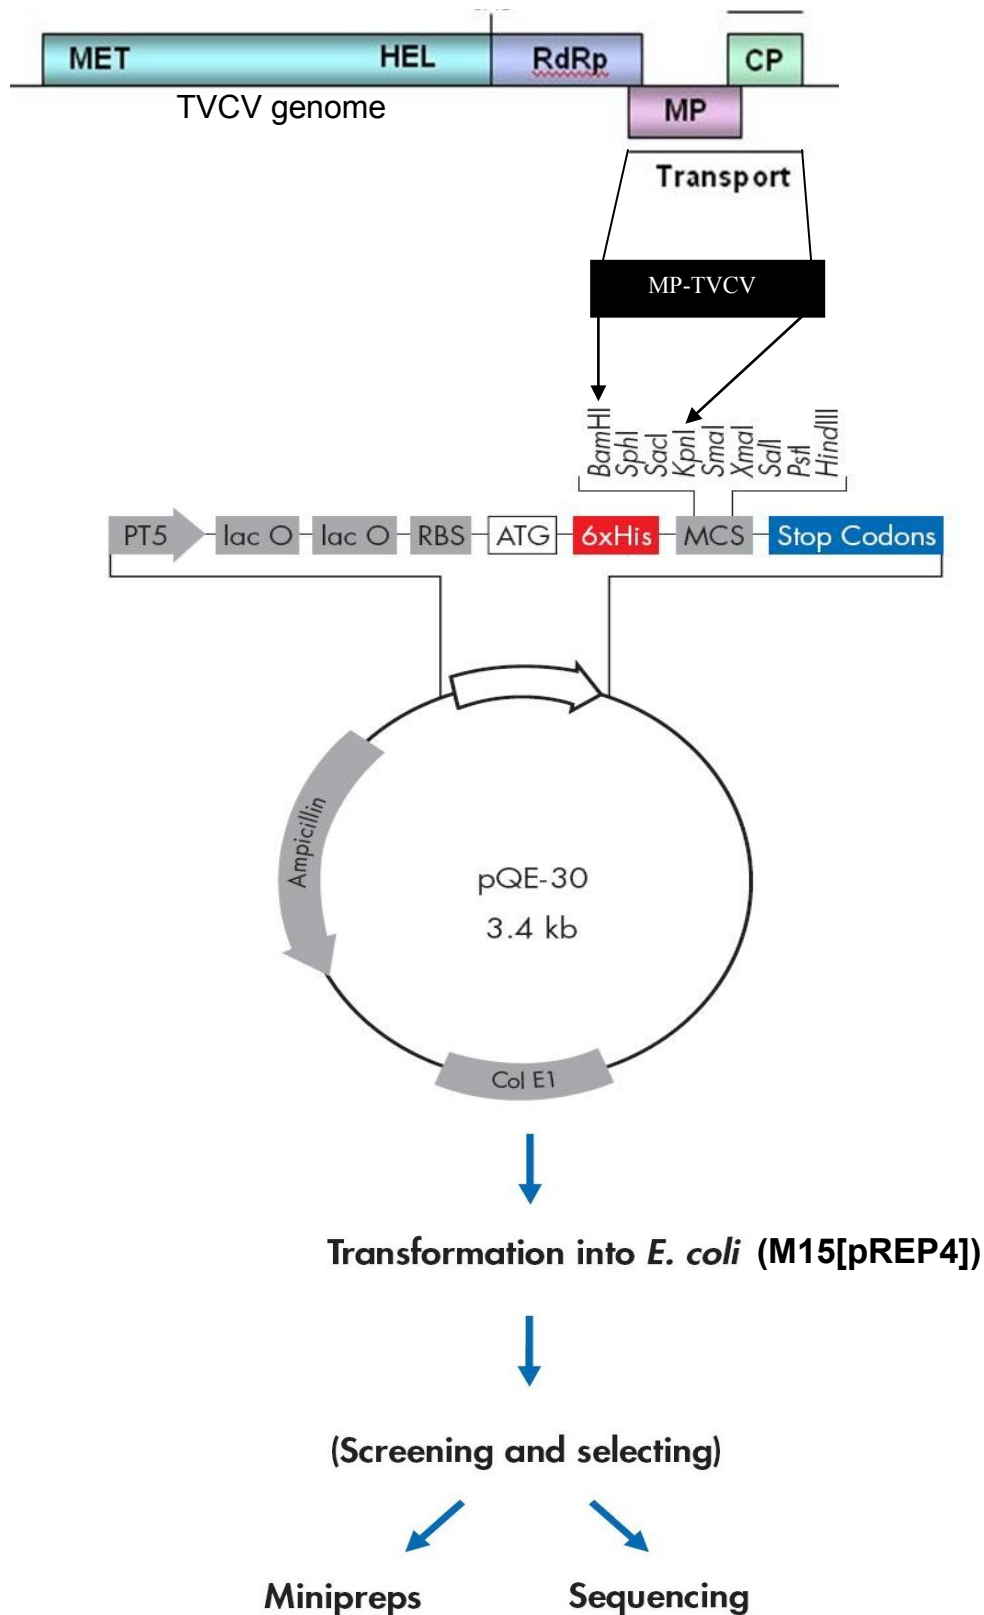 MET HEL RdRp CP
TVCV genome
MP
Transport
MP-TVCV
BamHI
SphI
SacI
KpnI
SmaI
XmaI
SalI
PstI
HindIII
PT5 lac O lac O RBS ATG 6xHis MCS Stop Codons
Ampicillin
pQE-30
3.4 kb
Col E1
Transformation into E. coli (M15[pREP4])
(Screening and selecting)
Minipreps Sequencing